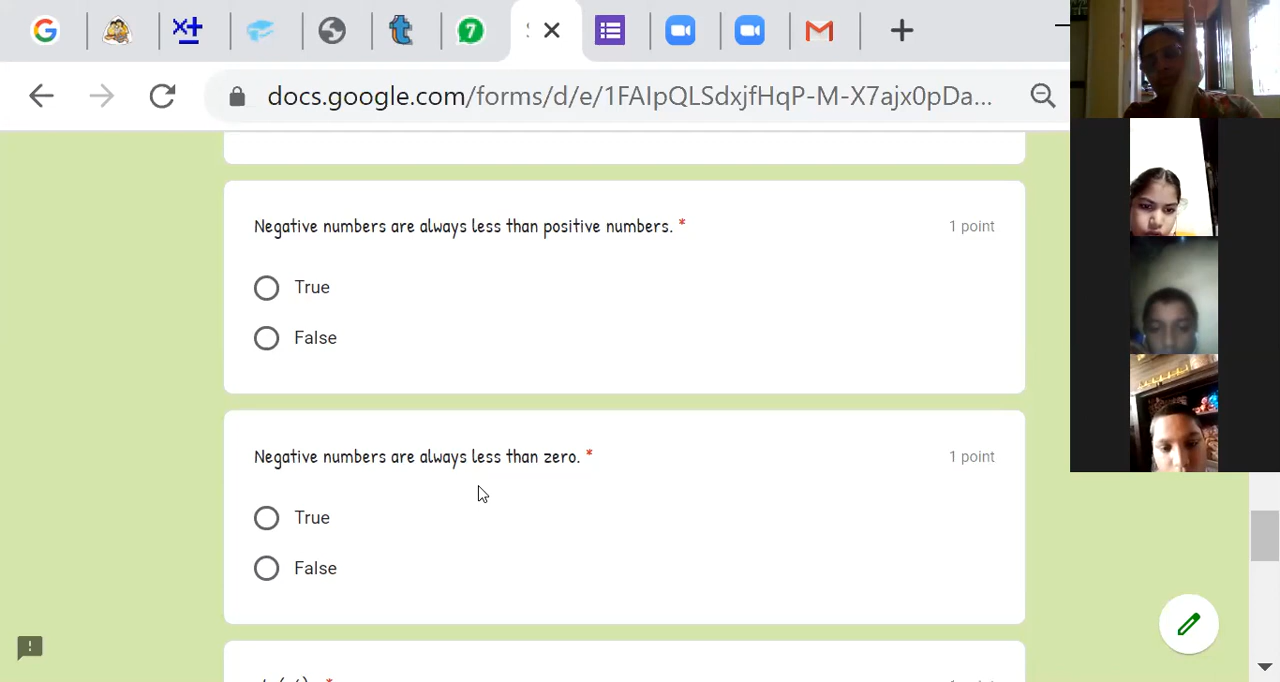 7
docs.google.com/forms/d/e/1FAIpQLSdxjfHqP-M-X7ajx0pDa...
Negative numbers are always less than positive numbers. *
1 point
True
False
Negative numbers are always less than zero. *
1 point
True
False